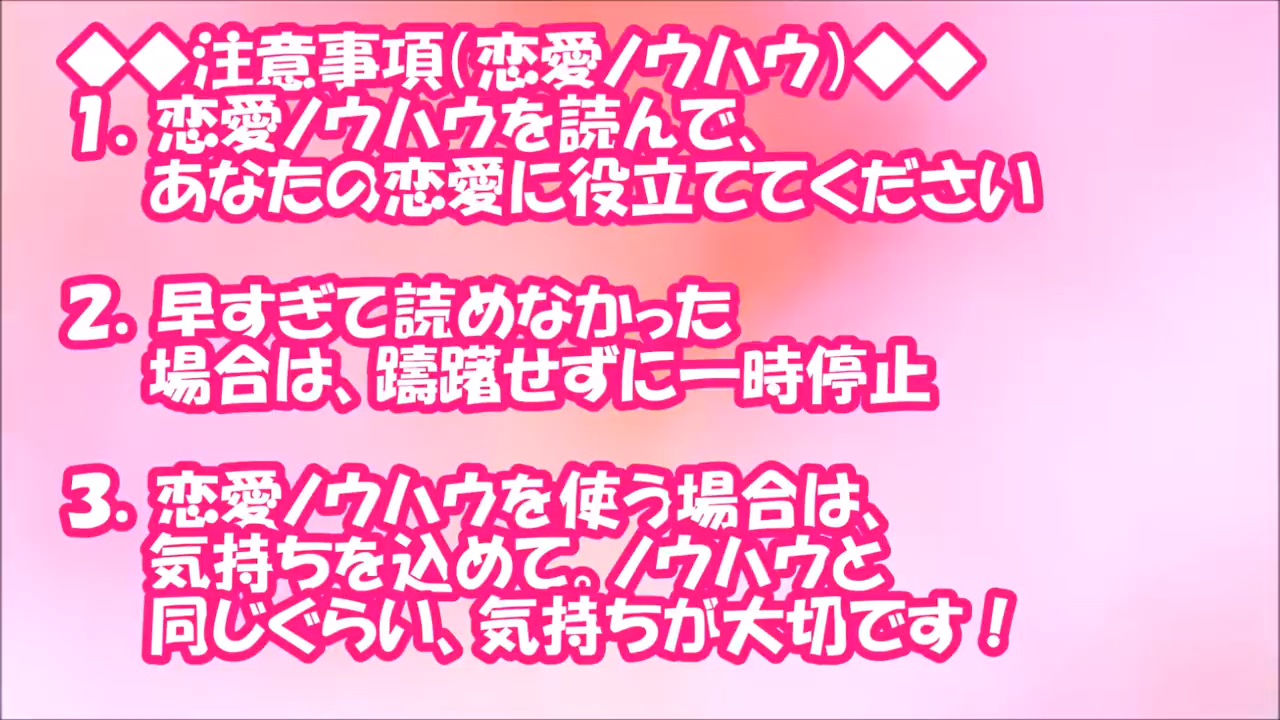 ◆◆注意事項(恋愛ノウハウ)◆◆
1. 恋愛ノウハウを読んで、
あなたの恋愛に役立ててください
2. 早すぎて読めなかった
場合は、躊躇せずに一時停止
3. 恋愛ノウハウを使う場合は、
気持ちを込めて。ノウハウと
同じぐらい、気持ちが大切です!